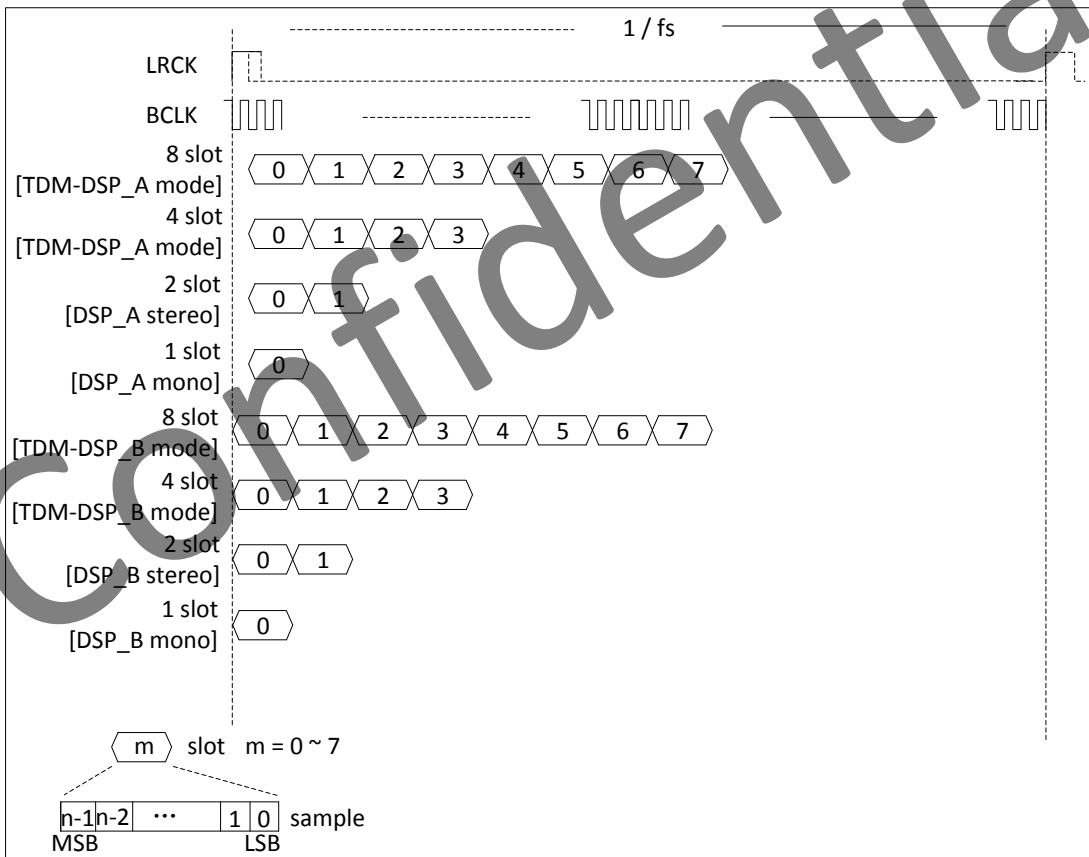 1 / fs
LRCK
BCLK
8 slot
[TDM-DSP_A mode]
0 1 2 3 4 5 6 7
4 slot
[TDM-DSP_A mode]
0 1 2 3
2 slot
[DSP_A stereo]
0 1
1 slot
[DSP_A mono]
0
8 slot
[TDM-DSP_B mode]
0 1 2 3 4 5 6 7
4 slot
[TDM-DSP_B mode]
0 1 2 3
2 slot
[DSP_B stereo]
0 1
1 slot
[DSP_B mono]
0
m slot m = 0 ~ 7
n-1 n-2 ... 1 0 sample
MSB LSB
Confidentia